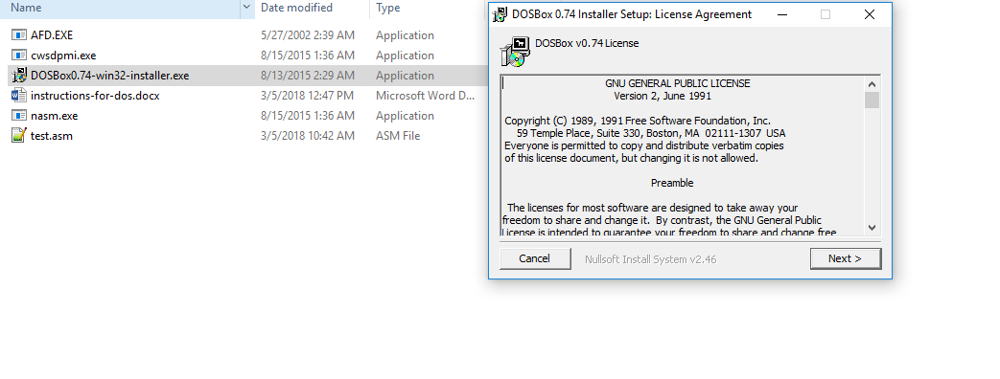 Name Date modified Type
AFD.EXE 5/27/2002 2:39 AM Application
cwsdpmi.exe 8/15/2015 1:36 AM Application
DOSBox0.74-win32-installer.exe 8/13/2015 2:29 AM Application
instructions-for-dos.docx 3/5/2018 12:47 PM Microsoft Word D...
nasm.exe 8/15/2015 1:36 AM Application
test.asm 3/5/2018 10:42 AM ASM File
DOSBox 0.74 Installer Setup: License Agreement
DOSBox v0.74 License
GNU GENERAL PUBLIC LICENSE
Version 2, June 1991
Copyright (C) 1989, 1991 Free Software Foundation, Inc.
59 Temple Place, Suite 330, Boston, MA 02111-1307 USA
Everyone is permitted to copy and distribute verbatim copies
of this license document, but changing it is not allowed.
Preamble
The licenses for most software are designed to take away your
freedom to share and change it. By contrast, the GNU General Public
License is intended to guarantee your freedom to share and change free
Cancel Nullsoft Install System v2.46 Next >